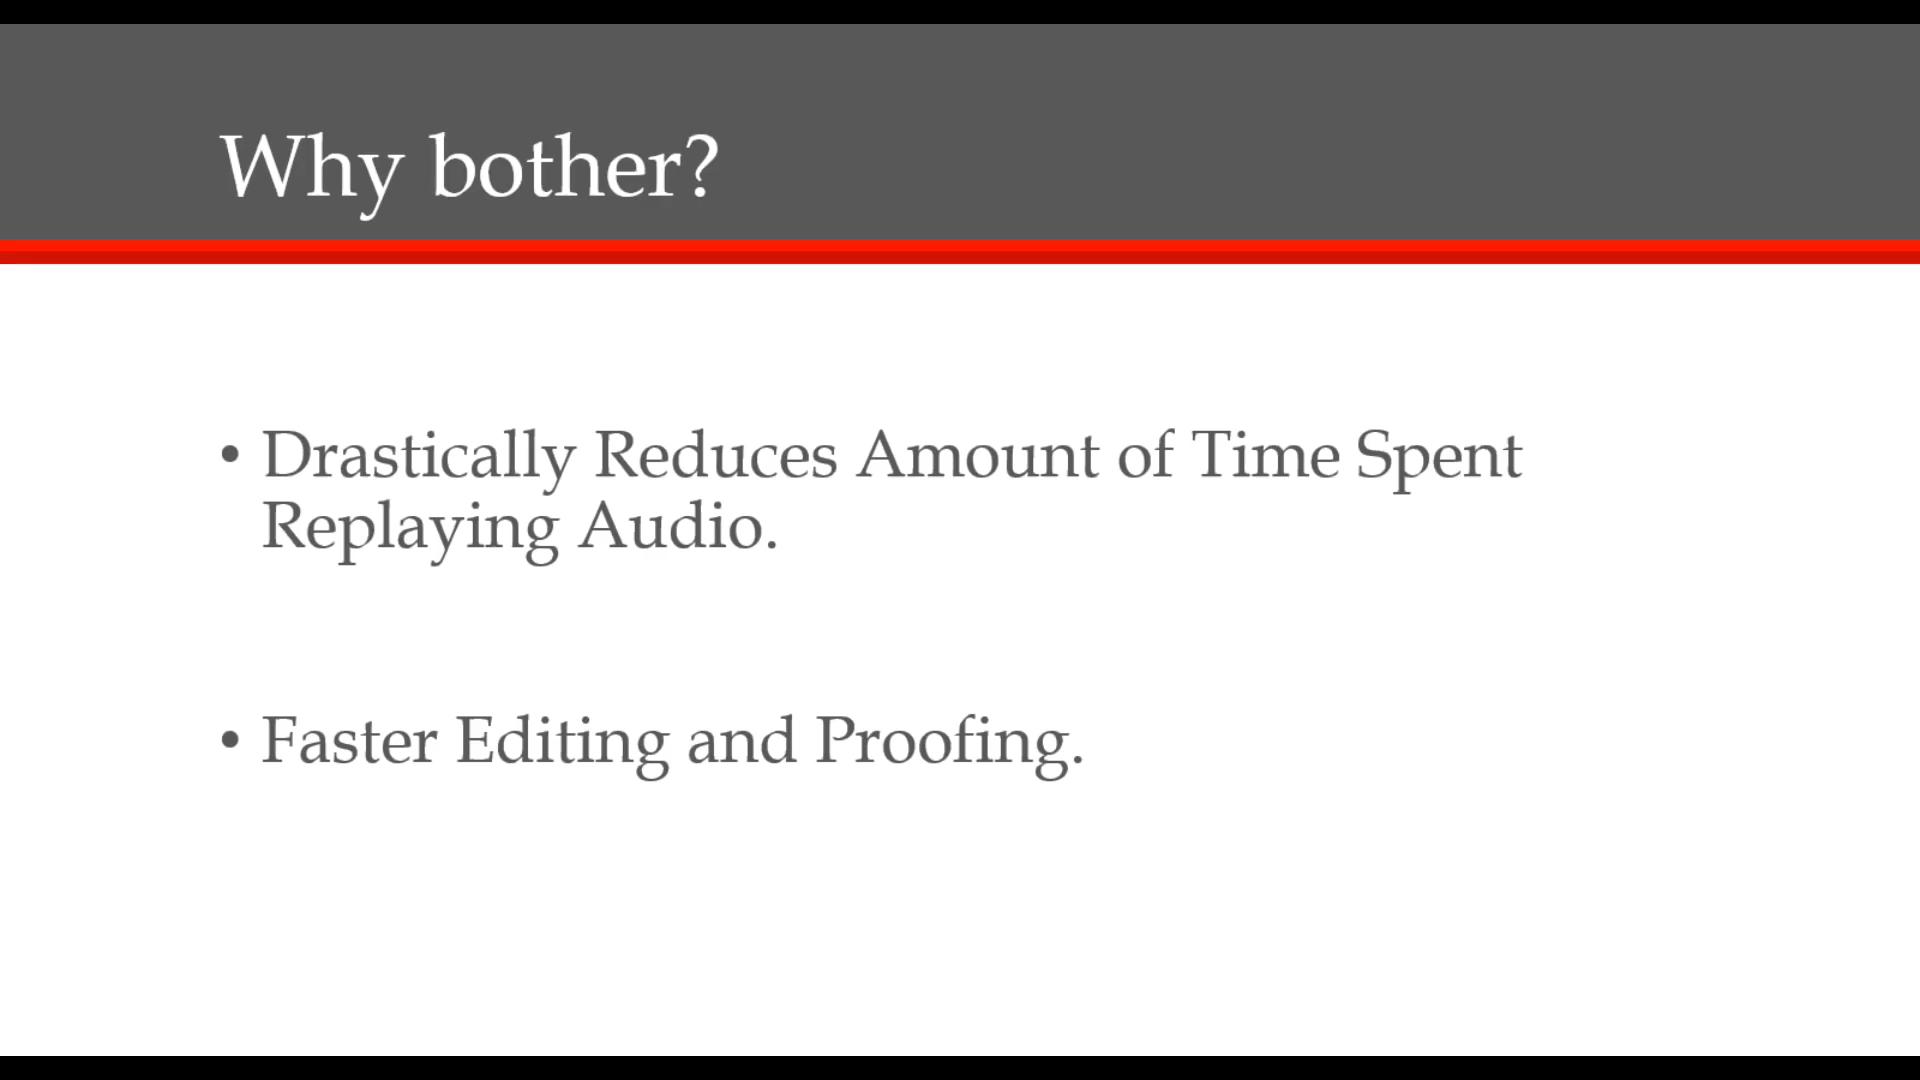 Why bother?
• Drastically Reduces Amount of Time Spent
Replaying Audio.
• Faster Editing and Proofing.